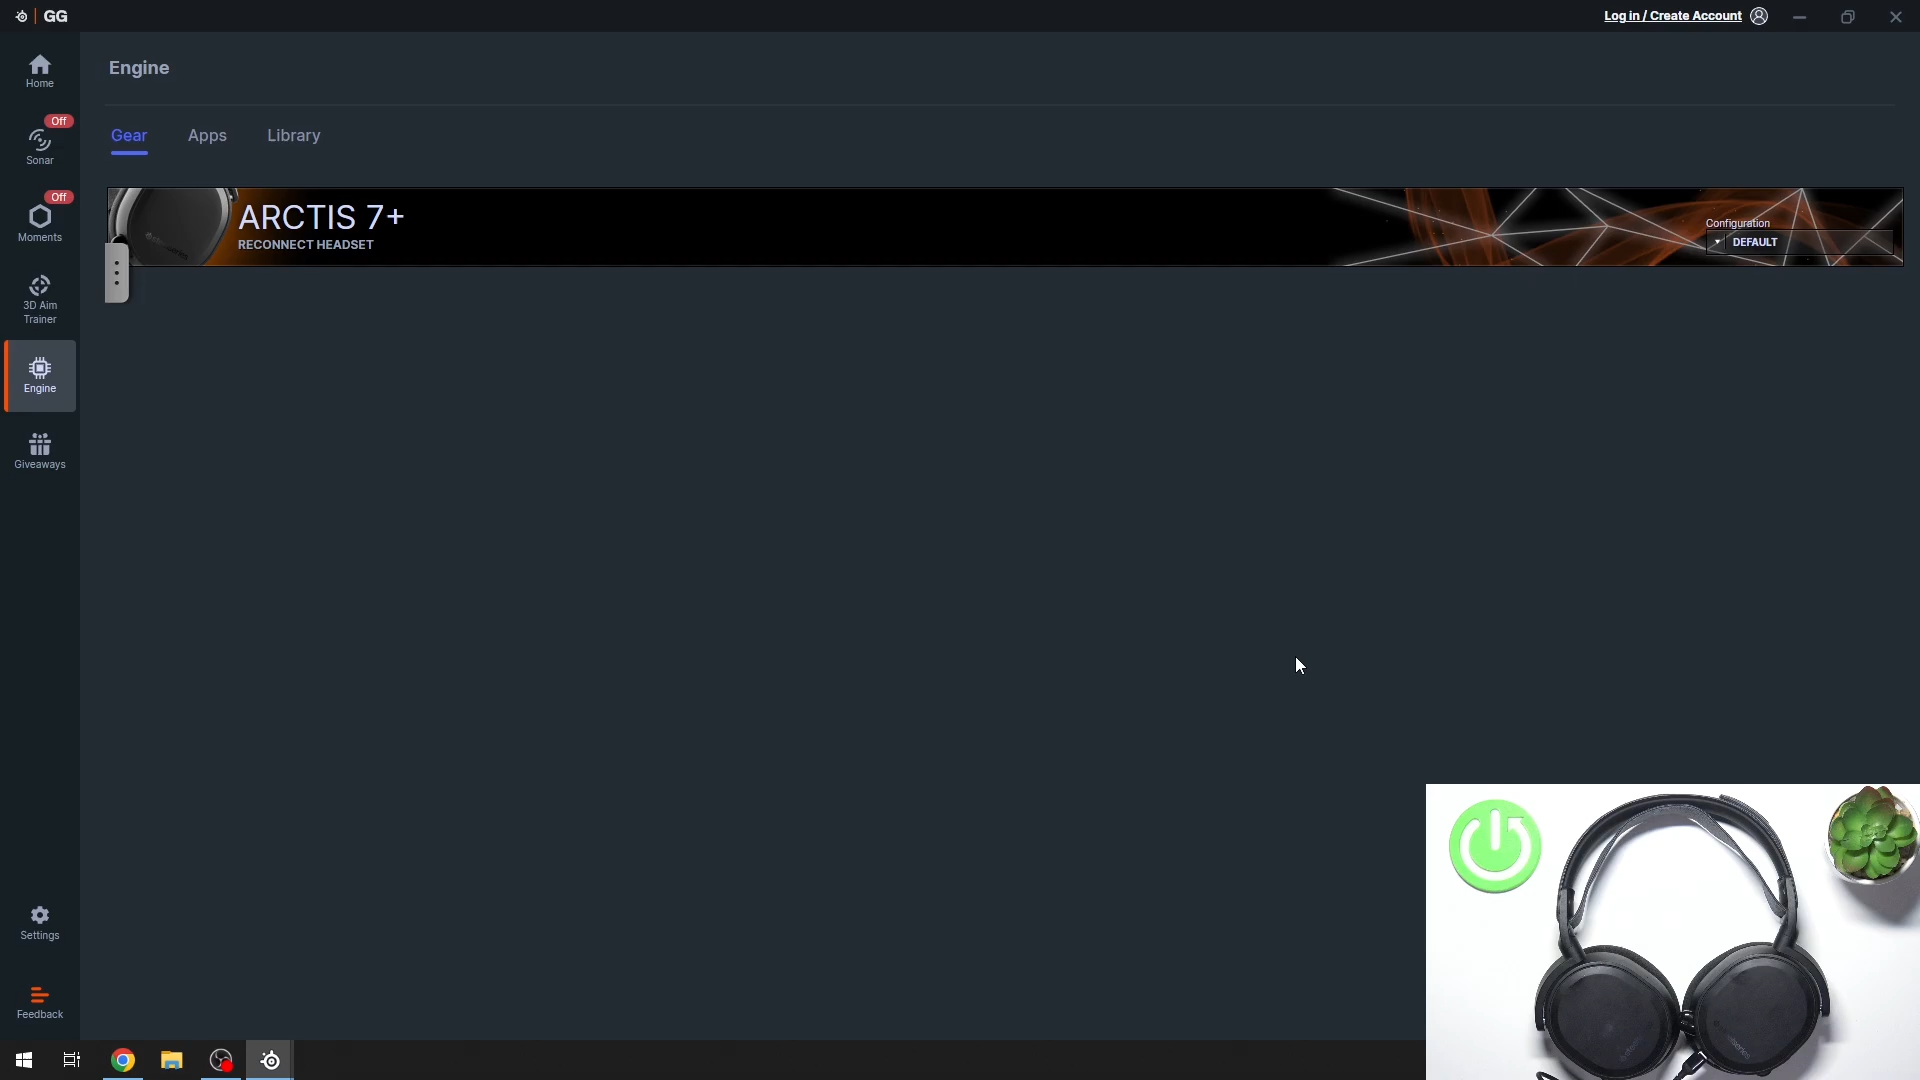 GG
Log in / Create Account
Home
Off
Sonar
Off
Moments
3D Aim
Trainer
Engine
Giveaways
Settings
Feedback
Engine
Gear
Apps
Library
ARCTIS 7+
RECONNECT HEADSET
Configuration
DEFAULT